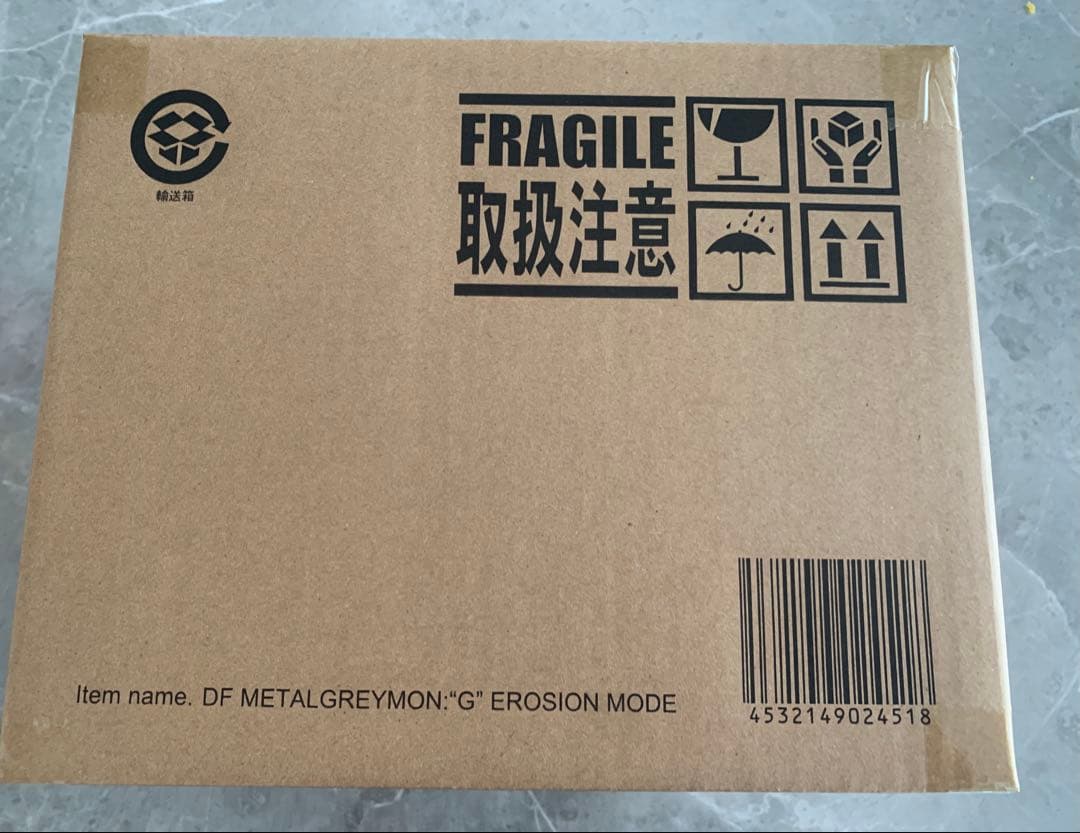 輸送箱
FRAGILE
取扱注意
Item name. DF METALGREYMON:“G” EROSION MODE
4532149024518